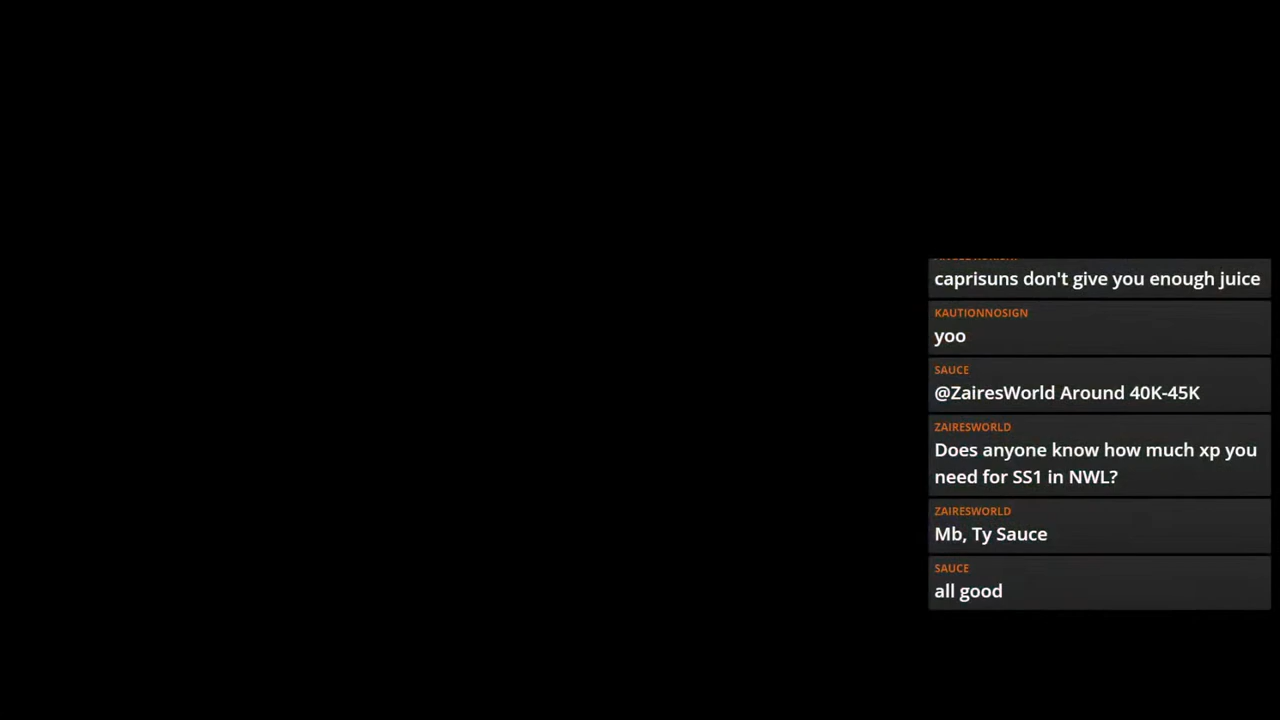 caprisuns don't give you enough juice
KAUTIONNOSIGN
yoo
SAUCE
@ZairesWorld Around 40K-45K
ZAIRESWORLD
Does anyone know how much xp you
need for SS1 in NWL?
ZAIRESWORLD
Mb, Ty Sauce
SAUCE
all good